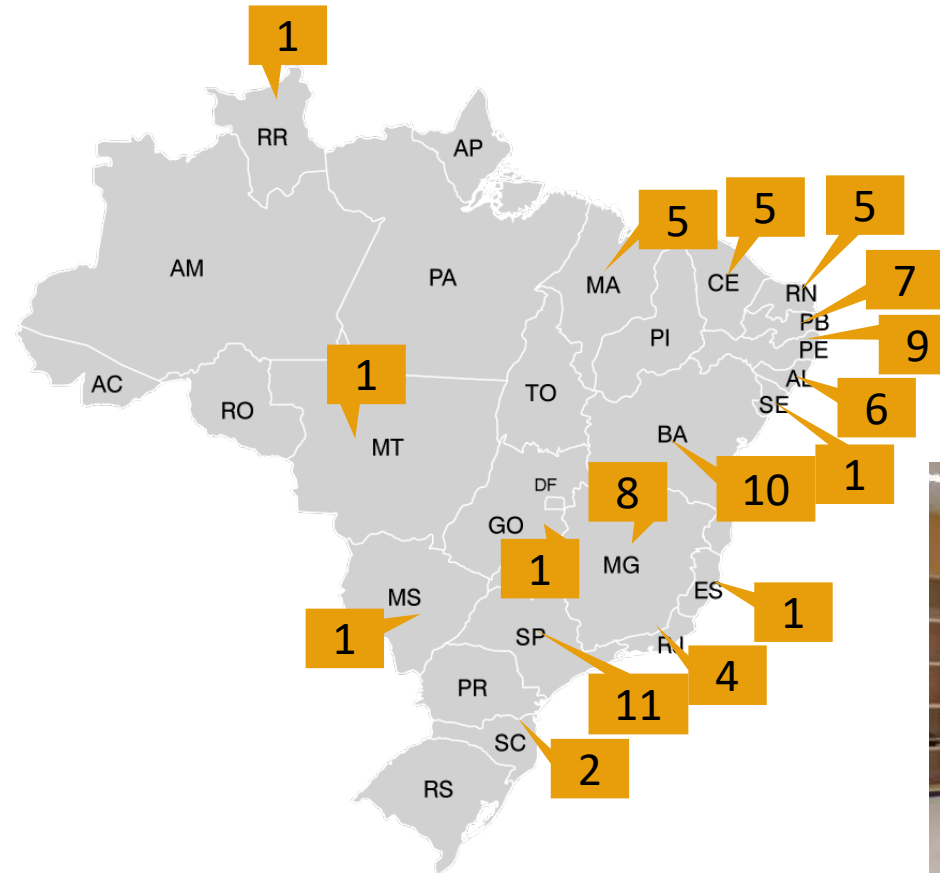 1
RR
AP
5
5
5
AM
PA
MA
CE
RN
7
PB
PI
9
PE
1
AC
TO
AL
RO
SE
6
BA
MT
1
DF
8
10
GO
1
MG
MS
ES
1
1
SP
RJ
4
PR
11
SC
2
RS